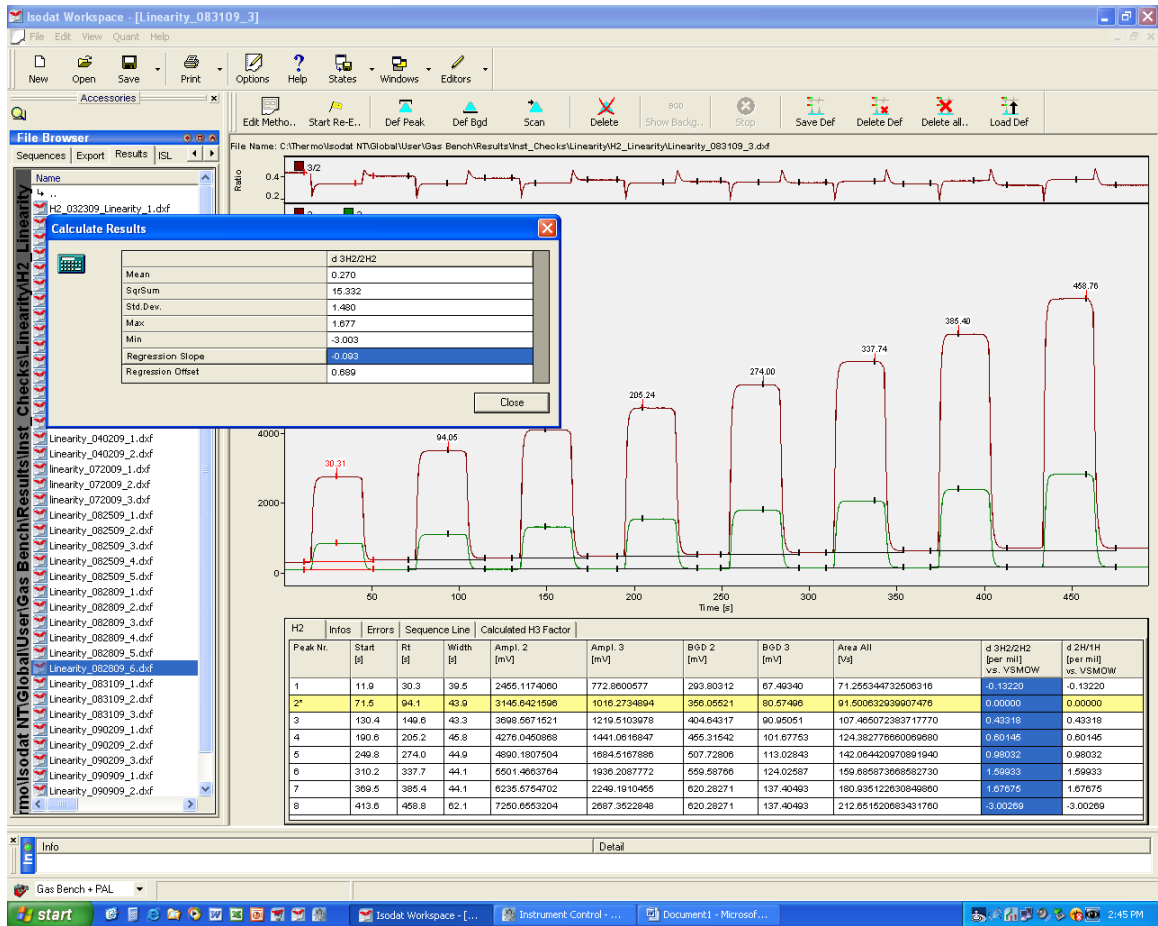 Isodat Workspace - [Linearity_083109_3]
File Edit View Quant Help
New Open Save Print Options Help States Windows Editors
Accessories
Edit Metho.. Start Re-E.. Def Peak Def Bgd Scan Delete Show Backg.. Stop Save Def Delete Def Delete all.. Load Def
BGD
File Browser
Sequences Export Results ISL
File Name: C:\Thermo\Isodat NT\Global\User\Gas Bench\Results\Inst_Checks\Linearity\H2_Linearity\Linearity_083109_3.dxf
Name
..
H2_032309_Linearity_1.dxf
Ratio
0.4
0.2
3/2
Calculate Results
d 3H2/2H2
Mean 0.270
SqrSum 15.332
Std.Dev. 1.480
Max 1.677
Min -3.003
Regression Slope -0.093
Regression Offset 0.689
Close
Linearity_040209_1.dxf
Linearity_040209_2.dxf
linearity_072009_1.dxf
linearity_072009_2.dxf
linearity_072009_3.dxf
Linearity_082509_1.dxf
Linearity_082509_2.dxf
Linearity_082509_3.dxf
Linearity_082509_4.dxf
Linearity_082509_5.dxf
Linearity_082809_1.dxf
Linearity_082809_2.dxf
Linearity_082809_3.dxf
Linearity_082809_4.dxf
Linearity_082809_5.dxf
Linearity_082809_6.dxf
Linearity_083109_1.dxf
Linearity_083109_2.dxf
Linearity_083109_3.dxf
Linearity_090209_1.dxf
Linearity_090209_2.dxf
Linearity_090209_3.dxf
Linearity_090909_1.dxf
Linearity_090909_2.dxf
rmo\Isodat NT\Global\User\Gas Bench\Results\Inst_Checks\Linearity\H2_Linearity
30.31
94.05
205.24
274.00
337.74
385.40
458.76
4000
2000
0
50 100 150 200 250 300 350 400 450
Time [s]
H2 Infos Errors Sequence Line Calculated H3 Factor
Peak Nr. Start [s] Rt [s] Width [s] Ampl. 2 [mV] Ampl. 3 [mV] BGD 2 [mV] BGD 3 [mV] Area All [Vs] d 3H2/2H2 [per mil] vs. VSMOW d 2H/1H [per mil] vs. VSMOW
1 11.9 30.3 39.5 2455.1174060 772.8600577 293.80312 67.49340 71.255344732506316 -0.13220 -0.13220
2* 71.5 94.1 43.9 3145.6421596 1016.2734894 356.05521 80.57496 91.500632939907476 0.00000 0.00000
3 130.4 149.6 43.3 3698.5671521 1219.5103978 404.64317 90.95051 107.465072383717770 0.43318 0.43318
4 190.6 205.2 45.8 4276.0450868 1441.0616847 455.31542 101.67753 124.382776660069680 0.60145 0.60145
5 249.8 274.0 44.9 4890.1807504 1684.5167886 507.72806 113.02843 142.064420970891940 0.98032 0.98032
6 310.2 337.7 44.1 5501.4663764 1936.2087772 559.58766 124.02587 159.685873668582730 1.59933 1.59933
7 369.5 385.4 44.1 6235.5754702 2249.1910455 620.28271 137.40493 180.935122630849860 1.67675 1.67675
8 413.6 458.8 62.1 7250.6553204 2687.3522848 620.28271 137.40493 212.651520683431760 -3.00269 -3.00269
Info Detail
In
Gas Bench + PAL
start
Isodat Workspace - [...
Instrument Control - ...
Document1 - Microsof...
2:45 PM